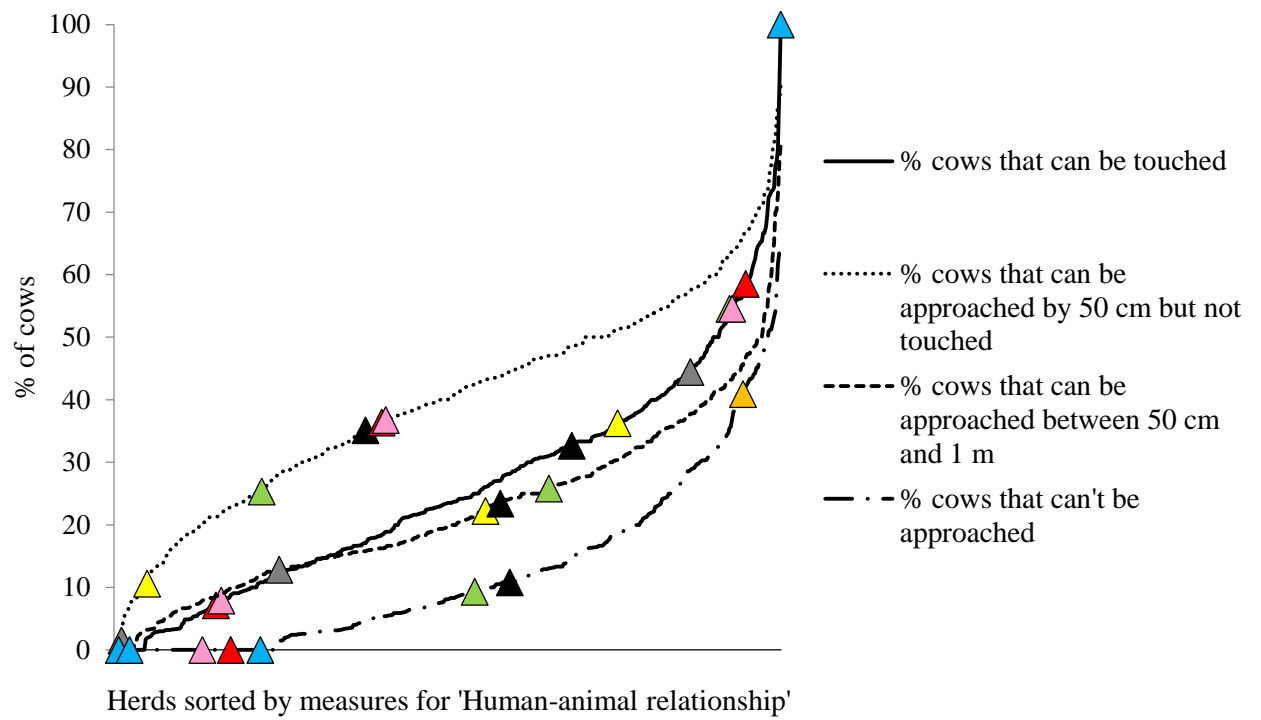 100
90
80
70
60
50
40
30
20
10
0
% of cows
Herds sorted by measures for 'Human-animal relationship'
% cows that can be touched
% cows that can be
approached by 50 cm but not
touched
% cows that can be
approached between 50 cm
and 1 m
% cows that can't be
approached